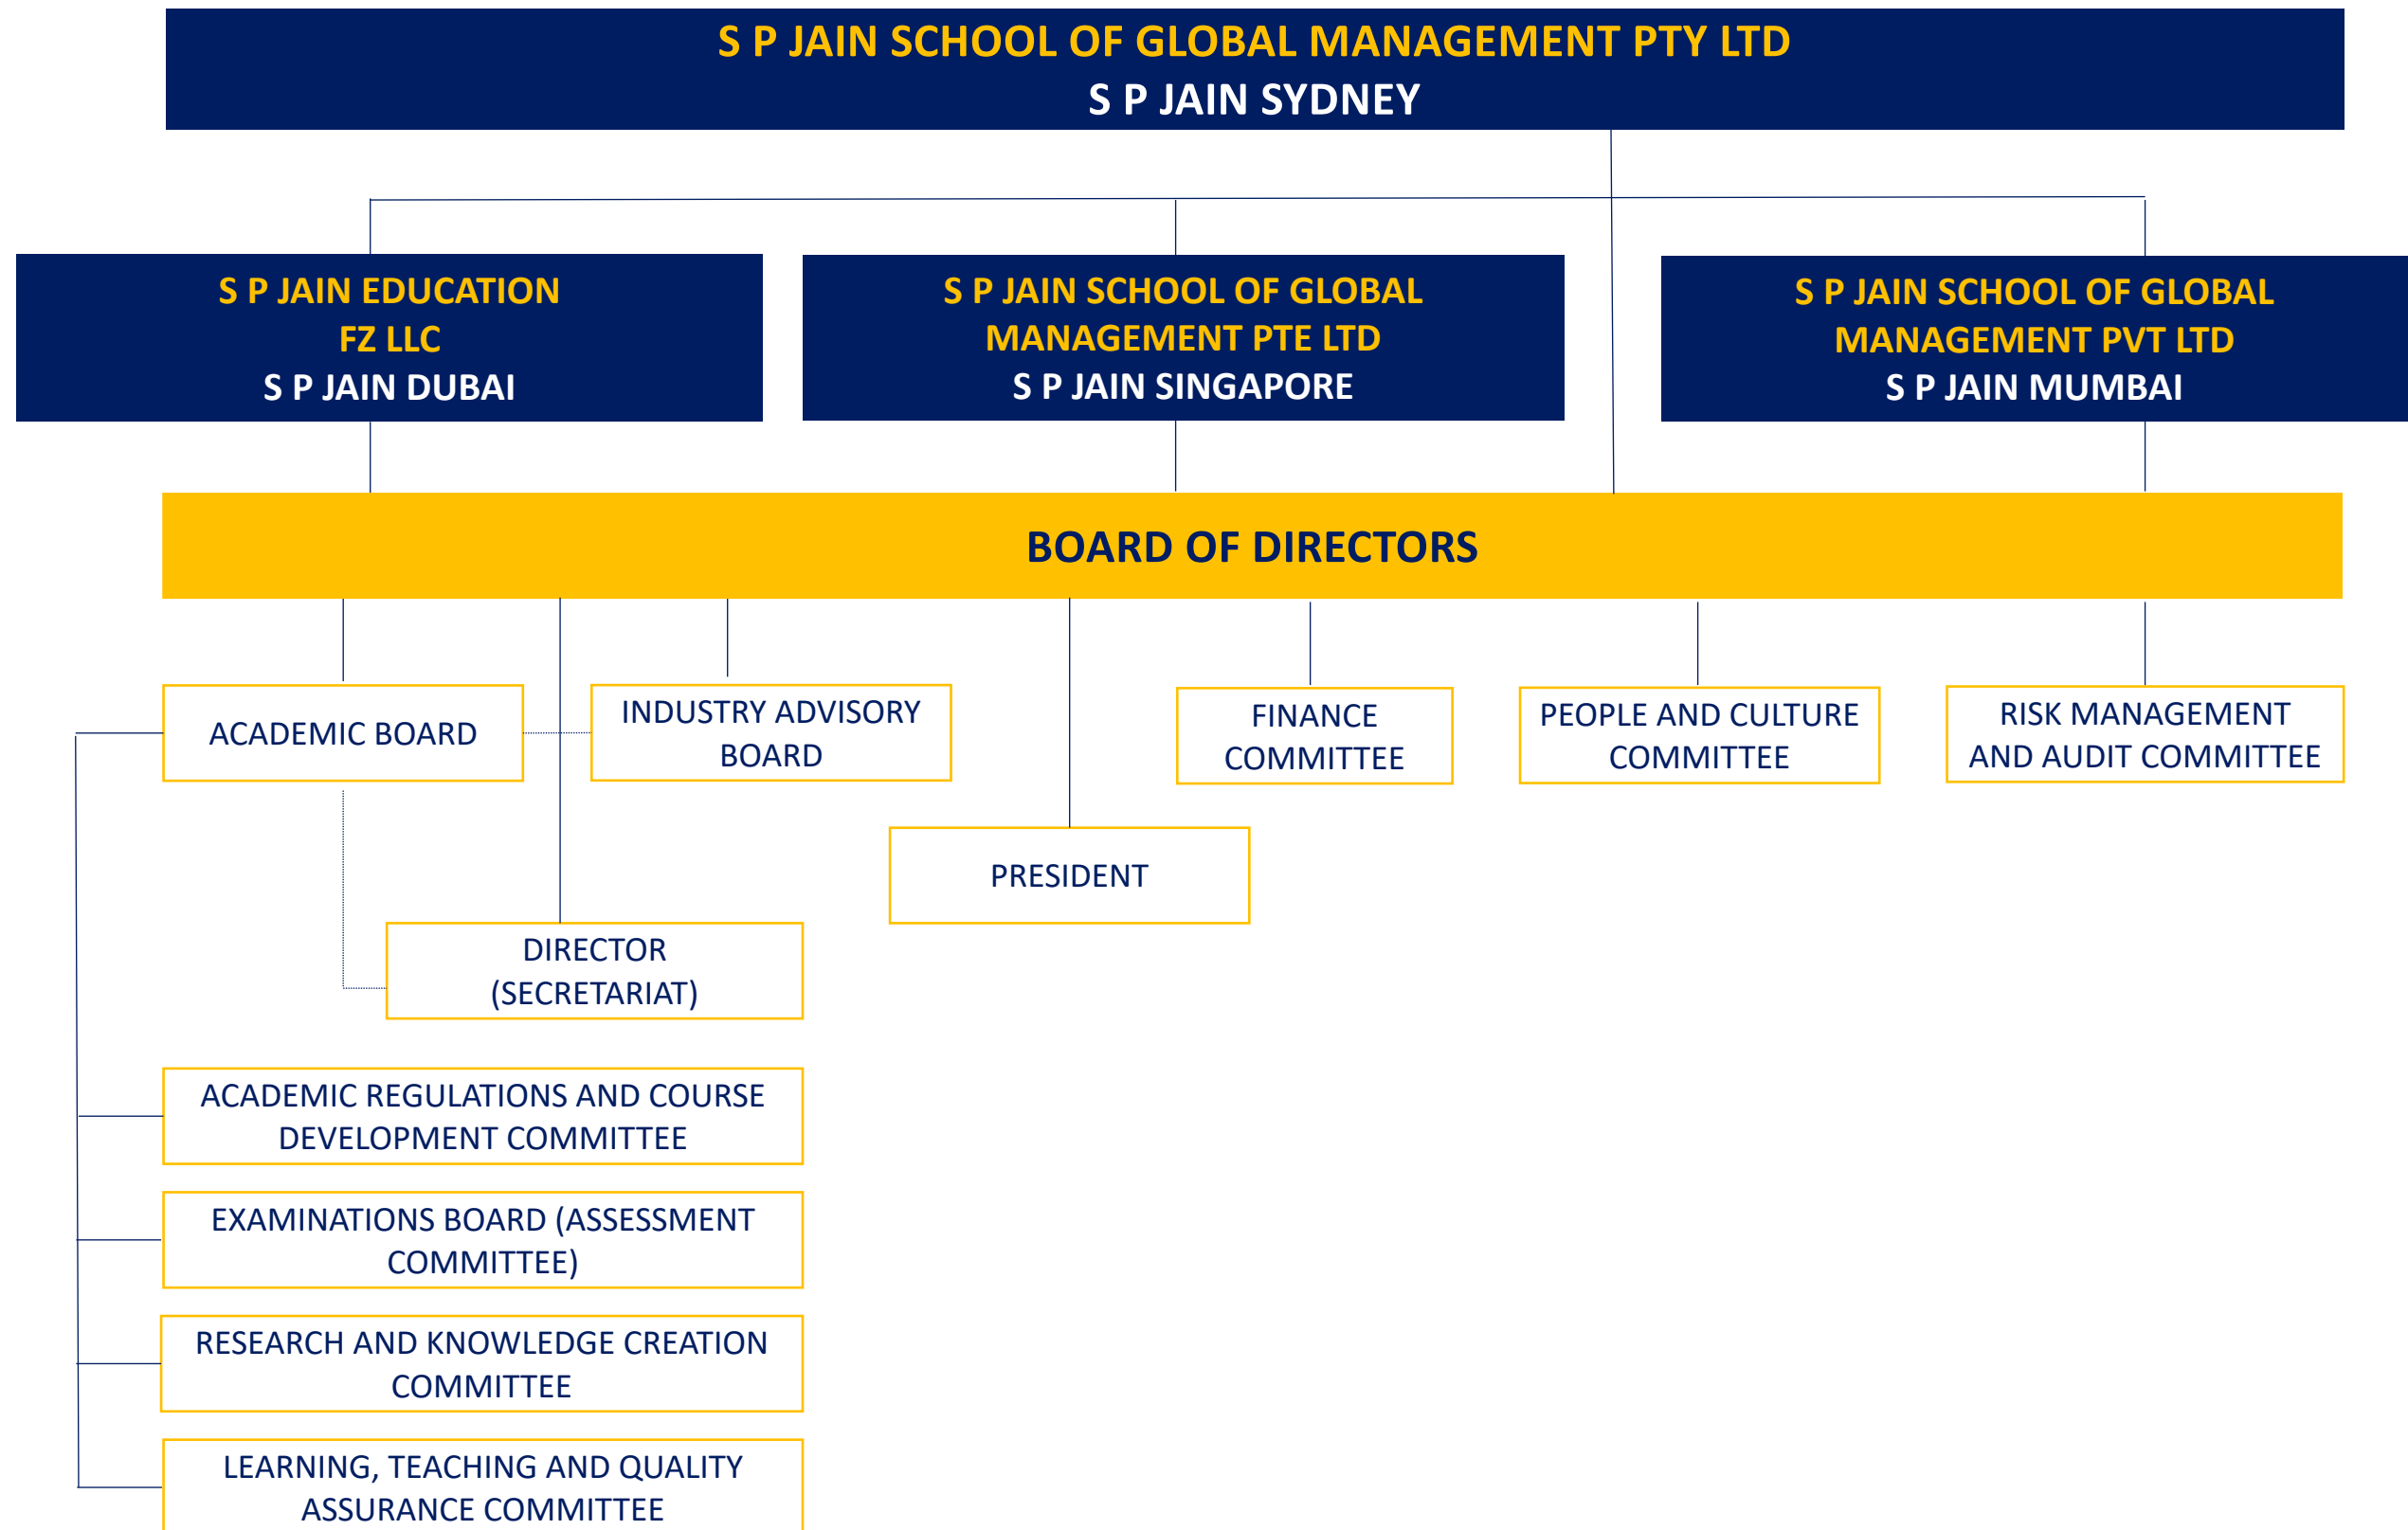 S P JAIN SCHOOL OF GLOBAL MANAGEMENT PTY LTD
S P JAIN SYDNEY
S P JAIN EDUCATION
FZ LLC
S P JAIN DUBAI
S P JAIN SCHOOL OF GLOBAL
MANAGEMENT PTE LTD
S P JAIN SINGAPORE
S P JAIN SCHOOL OF GLOBAL
MANAGEMENT PVT LTD
S P JAIN MUMBAI
BOARD OF DIRECTORS
ACADEMIC BOARD
INDUSTRY ADVISORY
BOARD
FINANCE
COMMITTEE
PEOPLE AND CULTURE
COMMITTEE
RISK MANAGEMENT
AND AUDIT COMMITTEE
PRESIDENT
DIRECTOR
(SECRETARIAT)
ACADEMIC REGULATIONS AND COURSE
DEVELOPMENT COMMITTEE
EXAMINATIONS BOARD (ASSESSMENT
COMMITTEE)
RESEARCH AND KNOWLEDGE CREATION
COMMITTEE
LEARNING, TEACHING AND QUALITY
ASSURANCE COMMITTEE